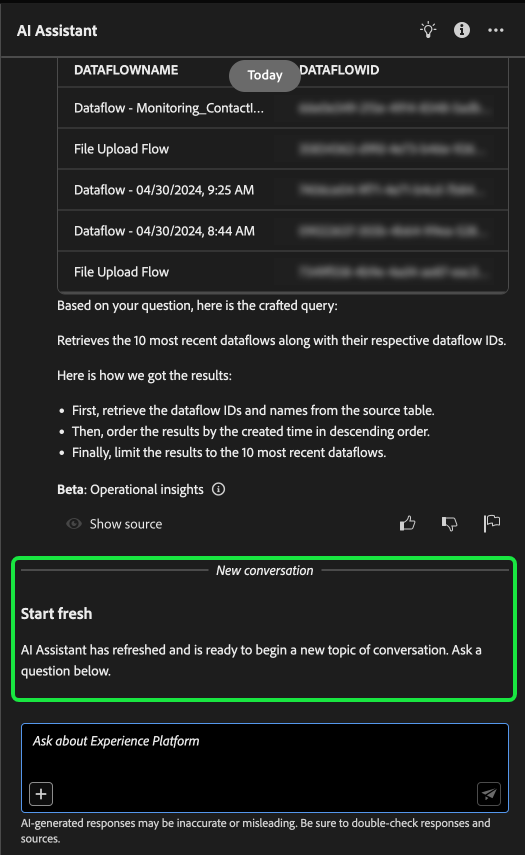 AI Assistant
DATAFLOWNAME
Today
DATAFLOWID
Dataflow - Monitoring_ContactI...
File Upload Flow
Dataflow - 04/30/2024, 9:25 AM
Dataflow - 04/30/2024, 8:44 AM
File Upload Flow
Based on your question, here is the crafted query:
Retrieves the 10 most recent dataflows along with their respective dataflow IDs.
Here is how we got the results:
• First, retrieve the dataflow IDs and names from the source table.
• Then, order the results by the created time in descending order.
• Finally, limit the results to the 10 most recent dataflows.
Beta: Operational insights
Show source
New conversation
Start fresh
AI Assistant has refreshed and is ready to begin a new topic of conversation. Ask a
question below.
Ask about Experience Platform
AI-generated responses may be inaccurate or misleading. Be sure to double-check responses and
sources.